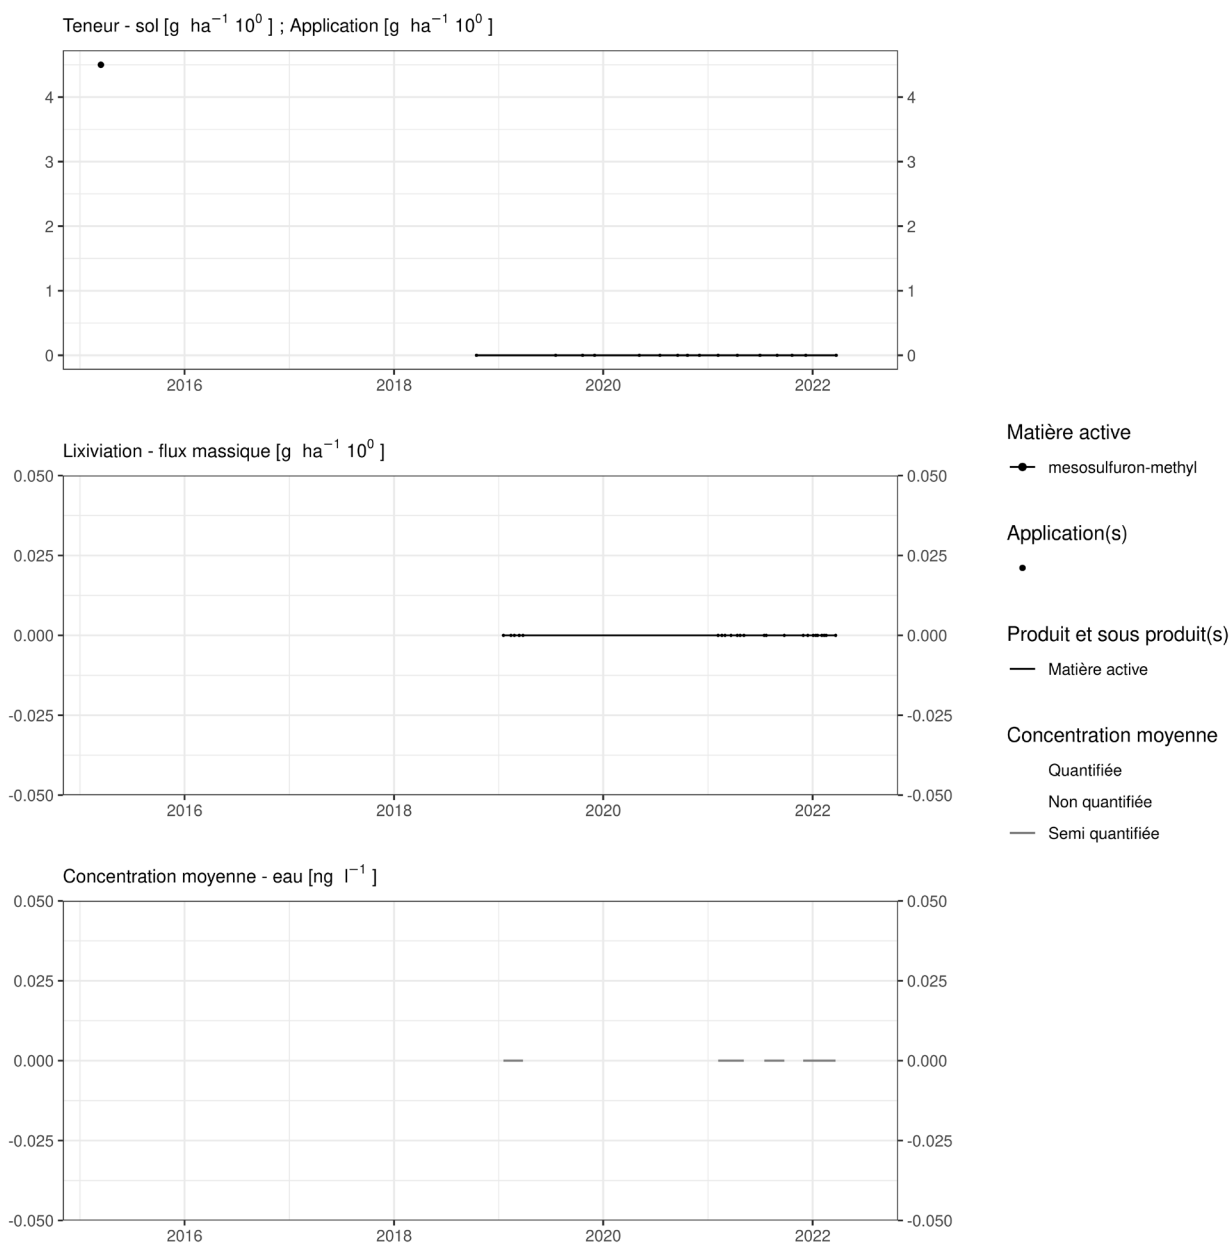 Teneur - sol [g ha−1 100 ] ; Application [g ha−1 100 ]
4 4
3 3
2 2
1 1
0 0
2016 2018 2020 2022
Lixiviation - flux massique [g ha−1 100 ]
0.050 0.050
0.025 0.025
0.000 0.000
-0.025 -0.025
-0.050 -0.050
2016 2018 2020 2022
Concentration moyenne - eau [ng l−1 ]
0.050 0.050
0.025 0.025
0.000 0.000
-0.025 -0.025
-0.050 -0.050
2016 2018 2020 2022
Matière active
mesosulfuron-methyl
Application(s)
Produit et sous produit(s)
Matière active
Concentration moyenne
Quantifiée
Non quantifiée
Semi quantifiée